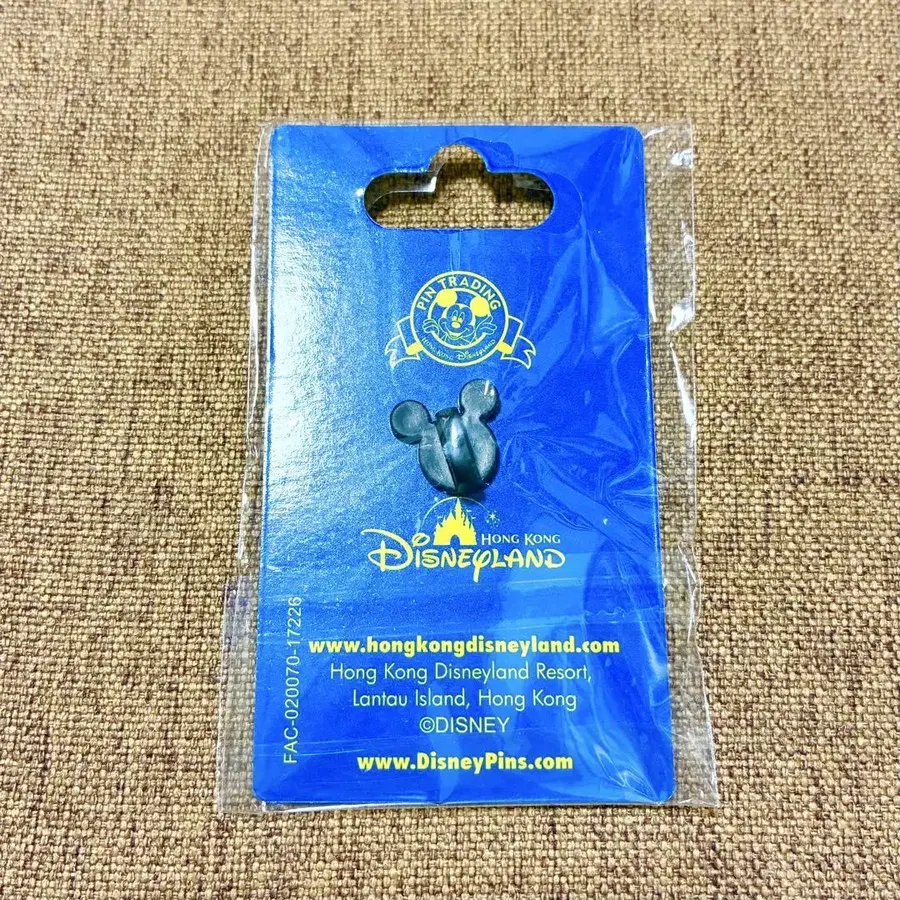 PIN TRADING
HONG KONG DISNEYLAND
HONG KONG
DISNEYLAND
FAC-020070-17226
www.hongkongdisneyland.com
Hong Kong Disneyland Resort,
Lantau Island, Hong Kong
©DISNEY
www.DisneyPins.com